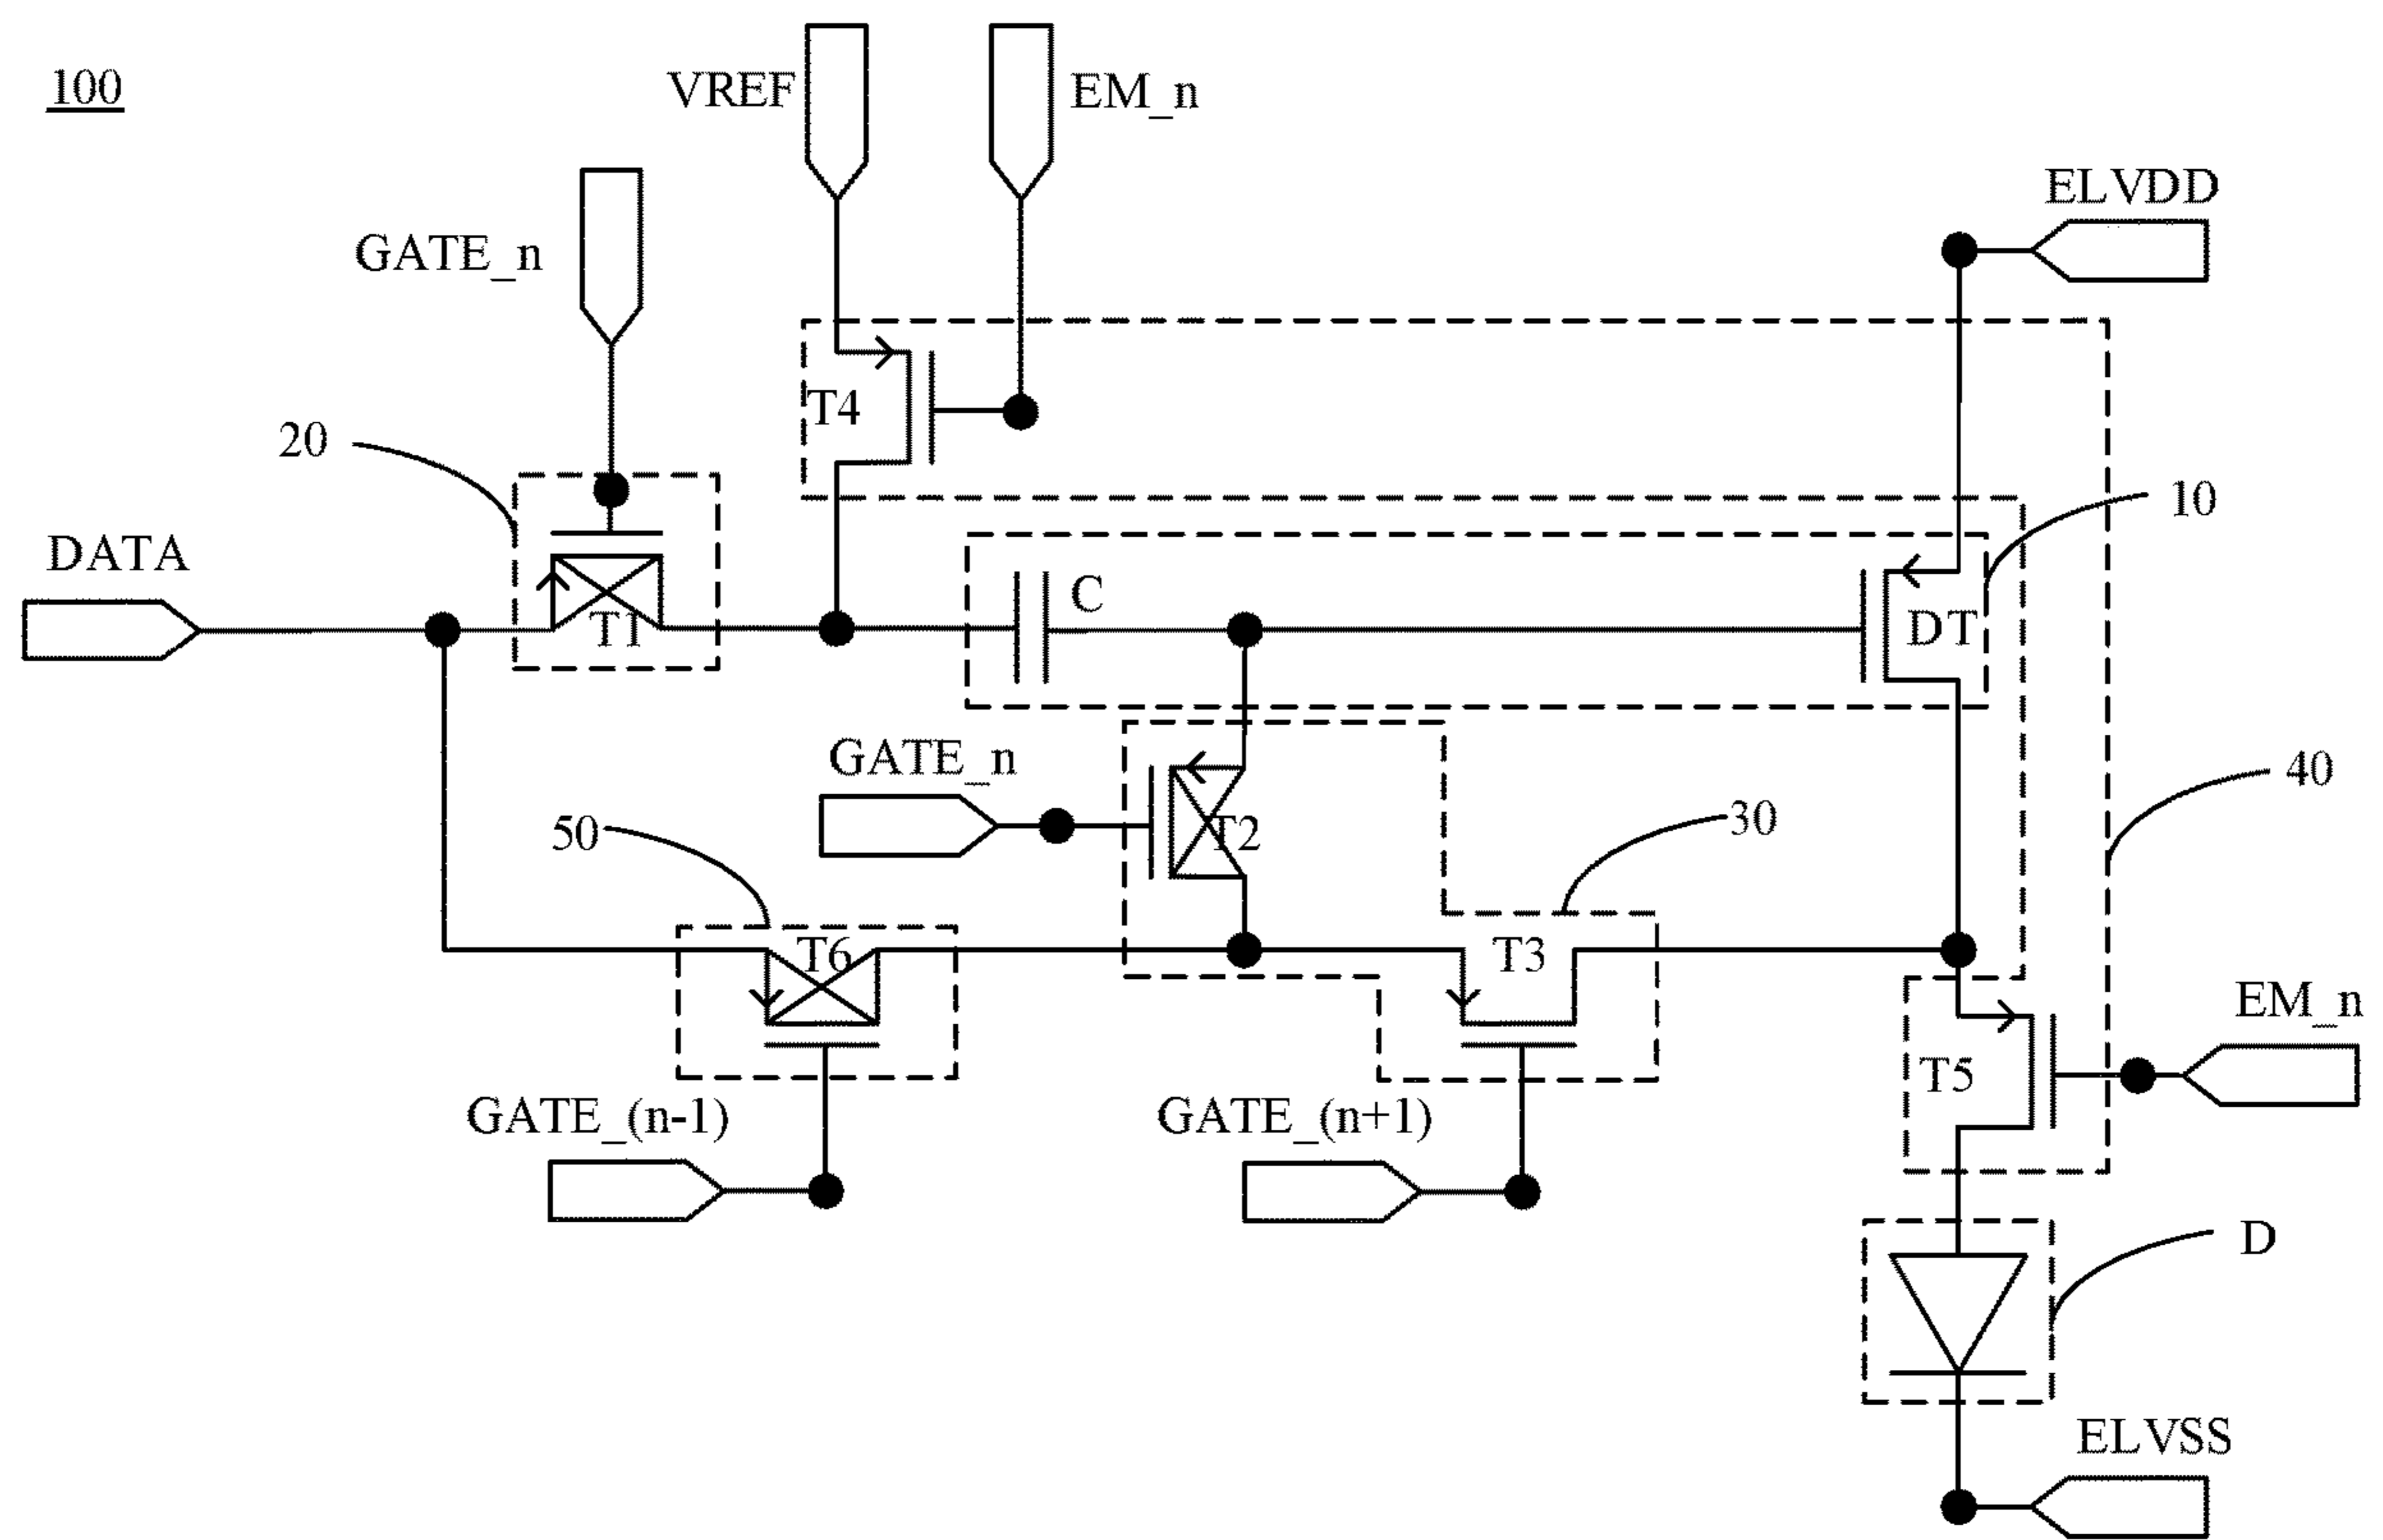 100
VREF
EM_n
ELVDD
GATE_n
T4
20
10
DATA
C
T1
DT
GATE_n
T2
40
50
30
T6
T3
EM_n
T5
GATE_(n-1)
GATE_(n+1)
D
ELVSS